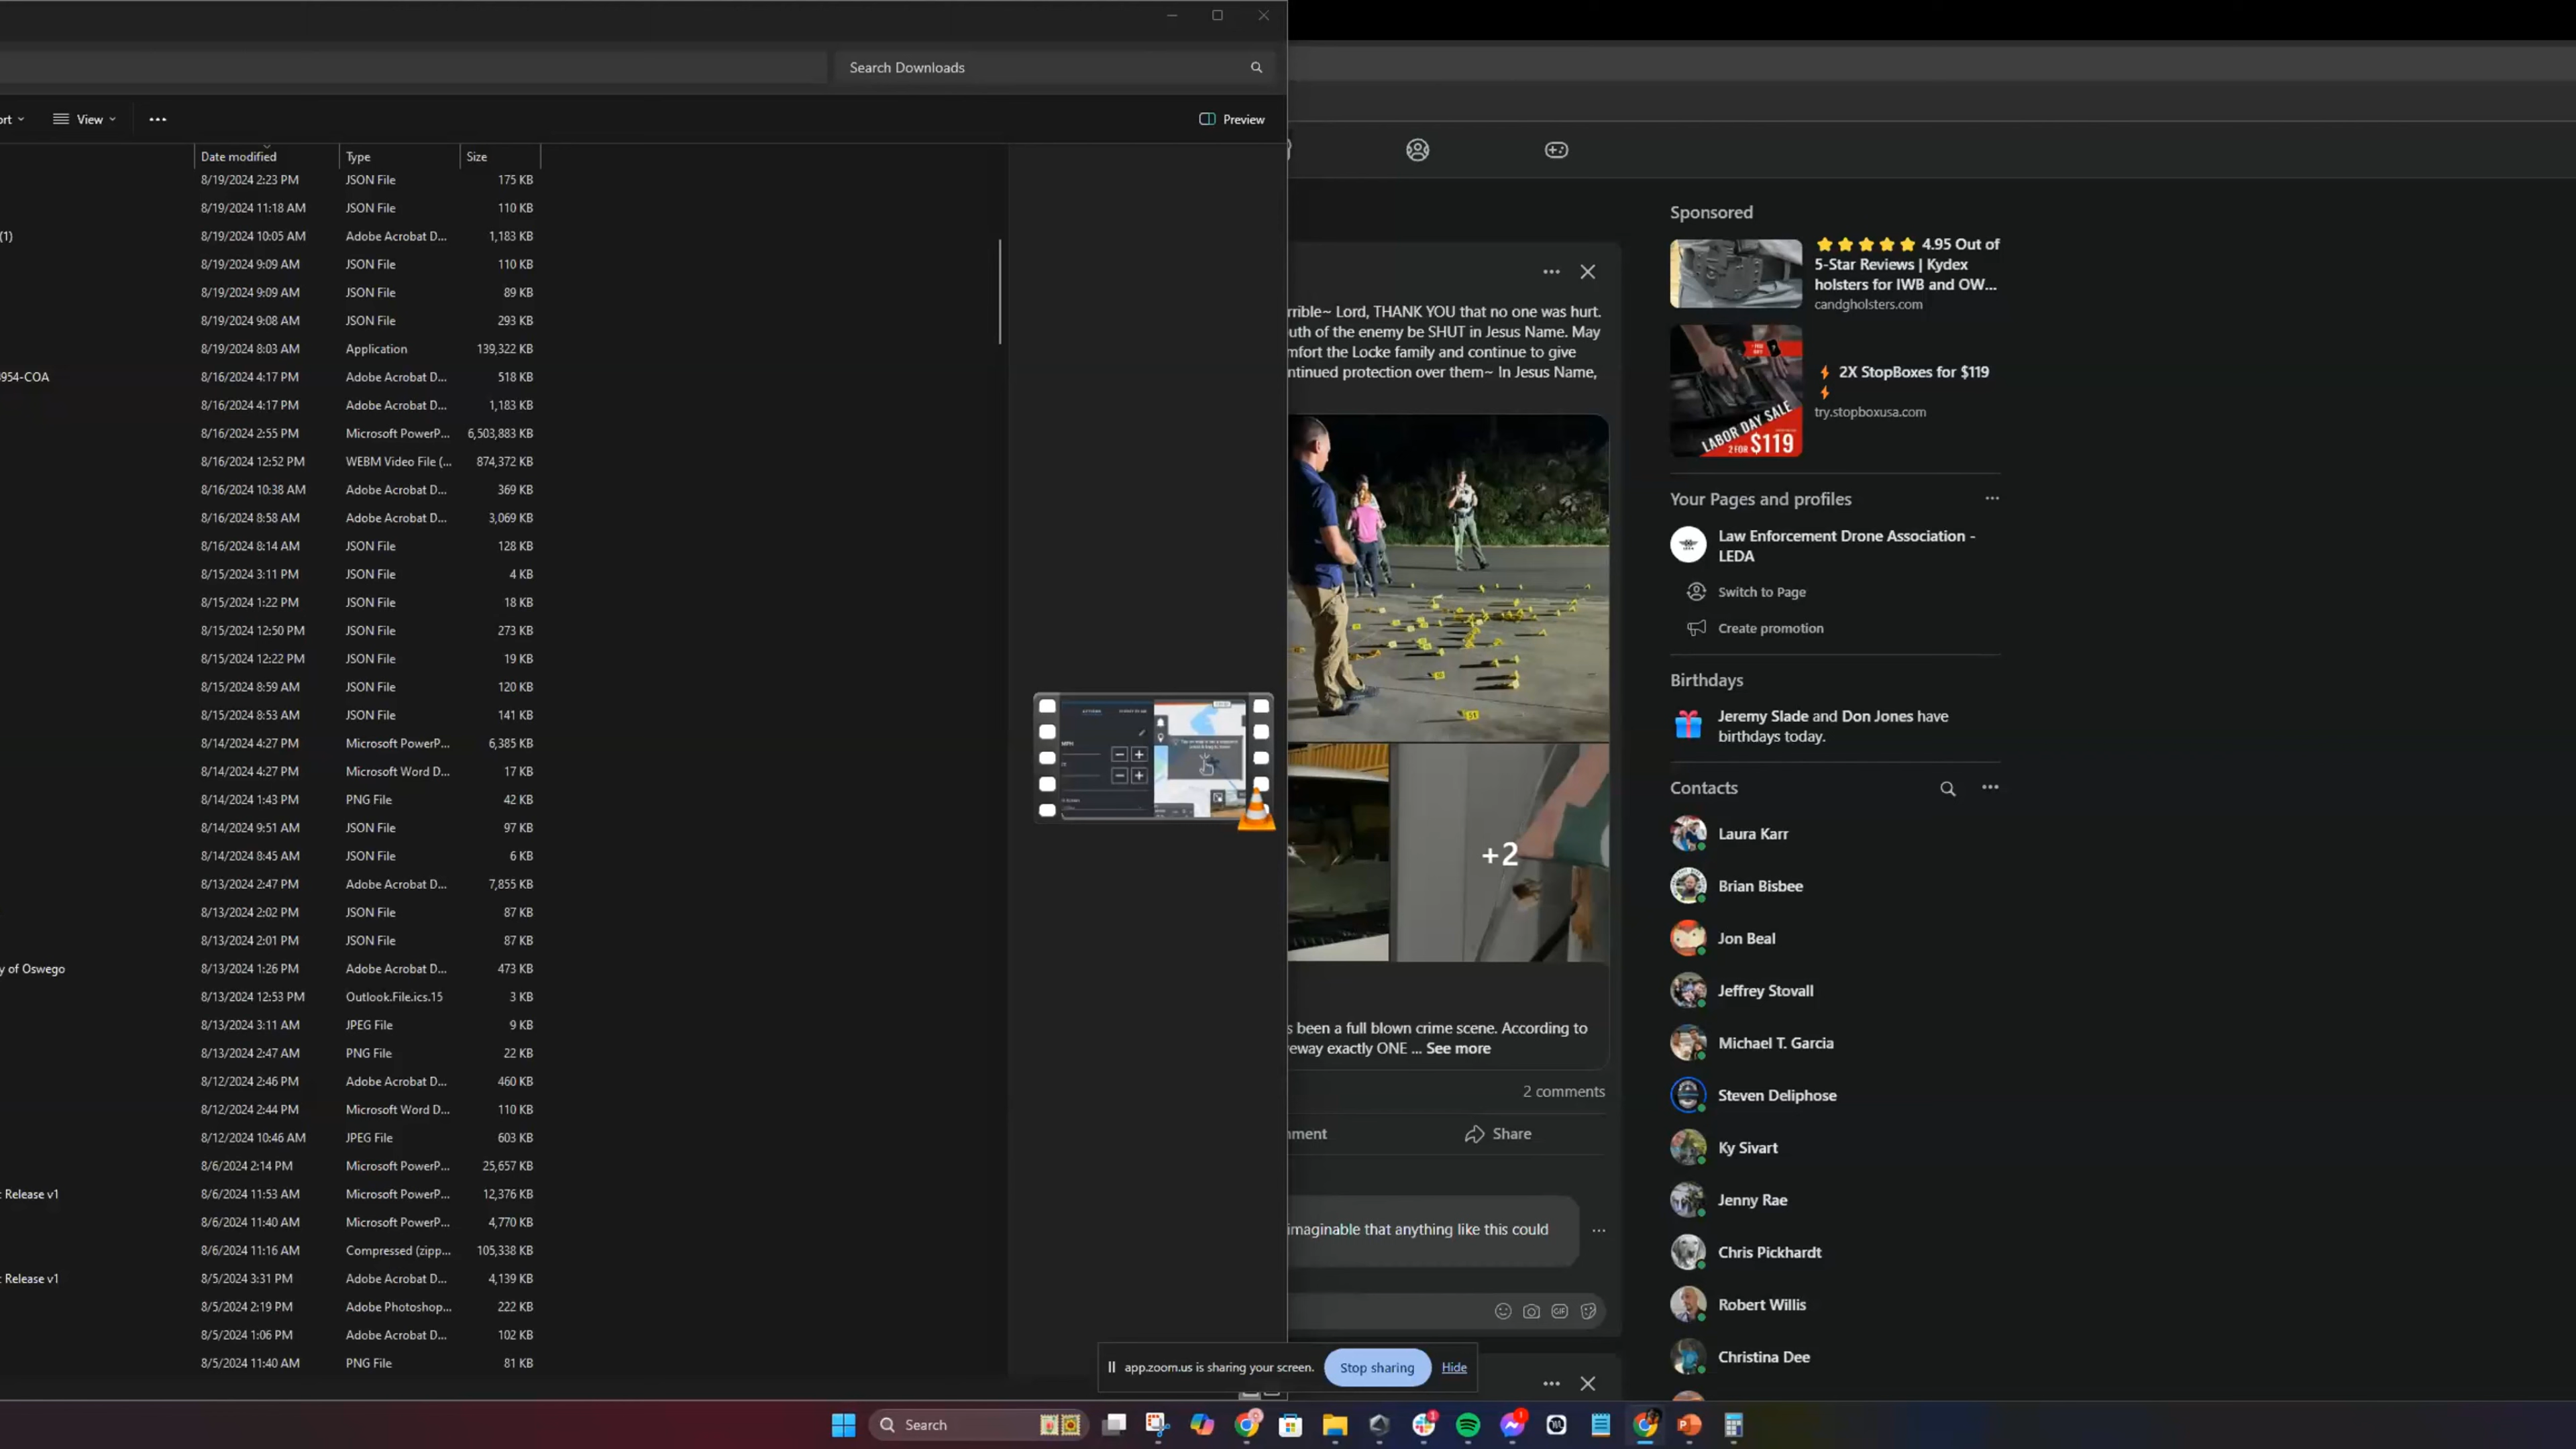 Search Downloads
ort
View
Preview
Date modified Type Size
8/19/2024 2:23 PM JSON File 175 KB
8/19/2024 11:18 AM JSON File 110 KB
(1) 8/19/2024 10:05 AM Adobe Acrobat D... 1,183 KB
8/19/2024 9:09 AM JSON File 110 KB
8/19/2024 9:09 AM JSON File 89 KB
8/19/2024 9:08 AM JSON File 293 KB
8/19/2024 8:03 AM Application 139,322 KB
954-COA 8/16/2024 4:17 PM Adobe Acrobat D... 518 KB
8/16/2024 4:17 PM Adobe Acrobat D... 1,183 KB
8/16/2024 2:55 PM Microsoft PowerP... 6,503,883 KB
8/16/2024 12:52 PM WEBM Video File (... 874,372 KB
8/16/2024 10:38 AM Adobe Acrobat D... 369 KB
8/16/2024 8:58 AM Adobe Acrobat D... 3,069 KB
8/16/2024 8:14 AM JSON File 128 KB
8/15/2024 3:11 PM JSON File 4 KB
8/15/2024 1:22 PM JSON File 18 KB
8/15/2024 12:50 PM JSON File 273 KB
8/15/2024 12:22 PM JSON File 19 KB
8/15/2024 8:59 AM JSON File 120 KB
8/15/2024 8:53 AM JSON File 141 KB
8/14/2024 4:27 PM Microsoft PowerP... 6,385 KB
8/14/2024 4:27 PM Microsoft Word D... 17 KB
8/14/2024 1:43 PM PNG File 42 KB
8/14/2024 9:51 AM JSON File 97 KB
8/14/2024 8:45 AM JSON File 6 KB
8/13/2024 2:47 PM Adobe Acrobat D... 7,855 KB
8/13/2024 2:02 PM JSON File 87 KB
8/13/2024 2:01 PM JSON File 87 KB
y of Oswego 8/13/2024 1:26 PM Adobe Acrobat D... 473 KB
8/13/2024 12:53 PM Outlook.File.ics.15 3 KB
8/13/2024 3:11 AM JPEG File 9 KB
8/13/2024 2:47 AM PNG File 22 KB
8/12/2024 2:46 PM Adobe Acrobat D... 460 KB
8/12/2024 2:44 PM Microsoft Word D... 110 KB
8/12/2024 10:46 AM JPEG File 603 KB
8/6/2024 2:14 PM Microsoft PowerP... 25,657 KB
: Release v1 8/6/2024 11:53 AM Microsoft PowerP... 12,376 KB
8/6/2024 11:40 AM Microsoft PowerP... 4,770 KB
8/6/2024 11:16 AM Compressed (zipp... 105,338 KB
: Release v1 8/5/2024 3:31 PM Adobe Acrobat D... 4,139 KB
8/5/2024 2:19 PM Adobe Photoshop... 222 KB
8/5/2024 1:06 PM Adobe Acrobat D... 102 KB
8/5/2024 11:40 AM PNG File 81 KB
MPH
rrible~ Lord, THANK YOU that no one was hurt.
uth of the enemy be SHUT in Jesus Name. May
mfort the Locke family and continue to give
ntinued protection over them~ In Jesus Name,
+2
s been a full blown crime scene. According to
eway exactly ONE ... See more
2 comments
mment
Share
imaginable that anything like this could
GIF
Sponsored
4.95 Out of
5-Star Reviews | Kydex
holsters for IWB and OW...
candgholsters.com
LABOR DAY SALE
2 FOR $119
2X StopBoxes for $119
try.stopboxusa.com
Your Pages and profiles
Law Enforcement Drone Association -
LEDA
Switch to Page
Create promotion
Birthdays
Jeremy Slade and Don Jones have
birthdays today.
Contacts
Laura Karr
Brian Bisbee
Jon Beal
Jeffrey Stovall
Michael T. Garcia
Steven Deliphose
Ky Sivart
Jenny Rae
Chris Pickhardt
Robert Willis
Christina Dee
app.zoom.us is sharing your screen.
Stop sharing
Hide
Search